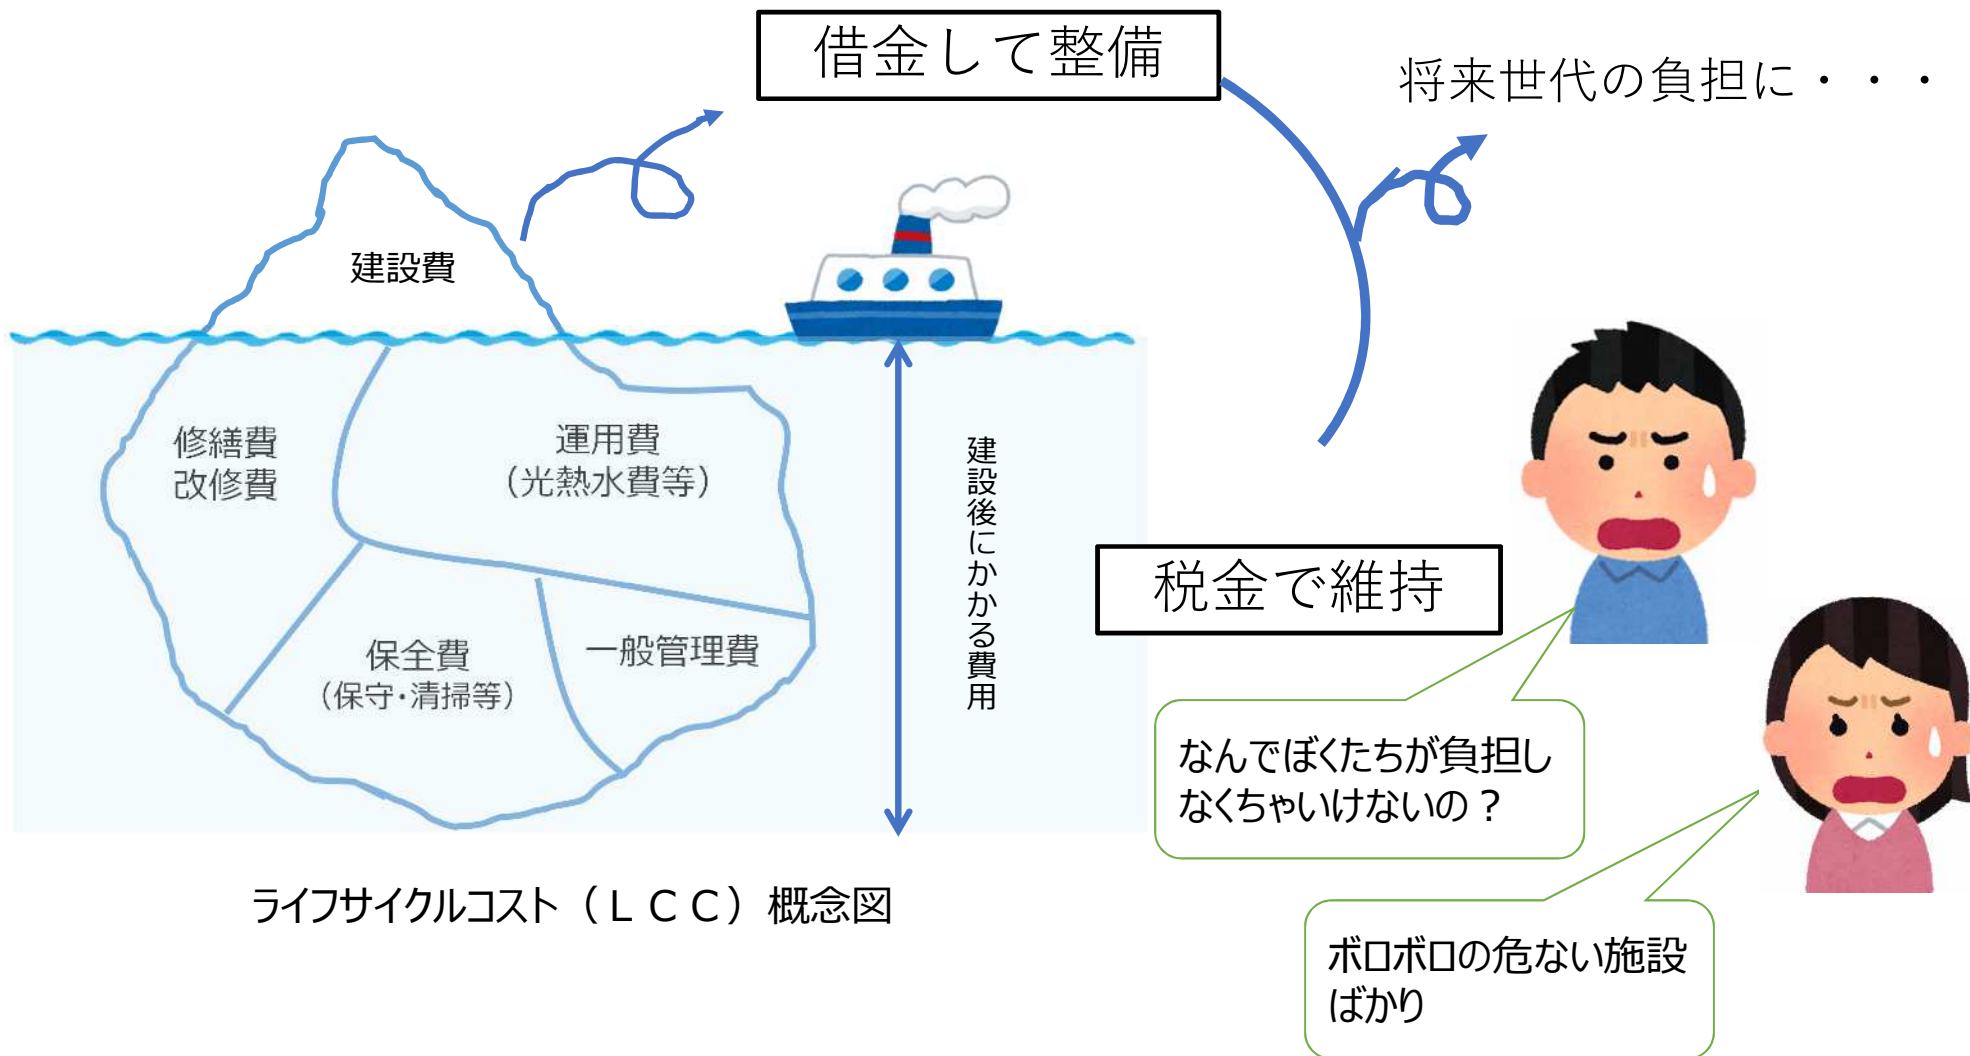 借金して整備
将来世代の負担に・・・
建設費
修繕費
改修費
運用費
(光熱水費等)
建設後にかかる費用
保全費
(保守・清掃等)
一般管理費
税金で維持
なんでぼくたちが負担し
なくちゃいけないの?
ボロボロの危ない施設
ばかり
ライフサイクルコスト(LCC)概念図